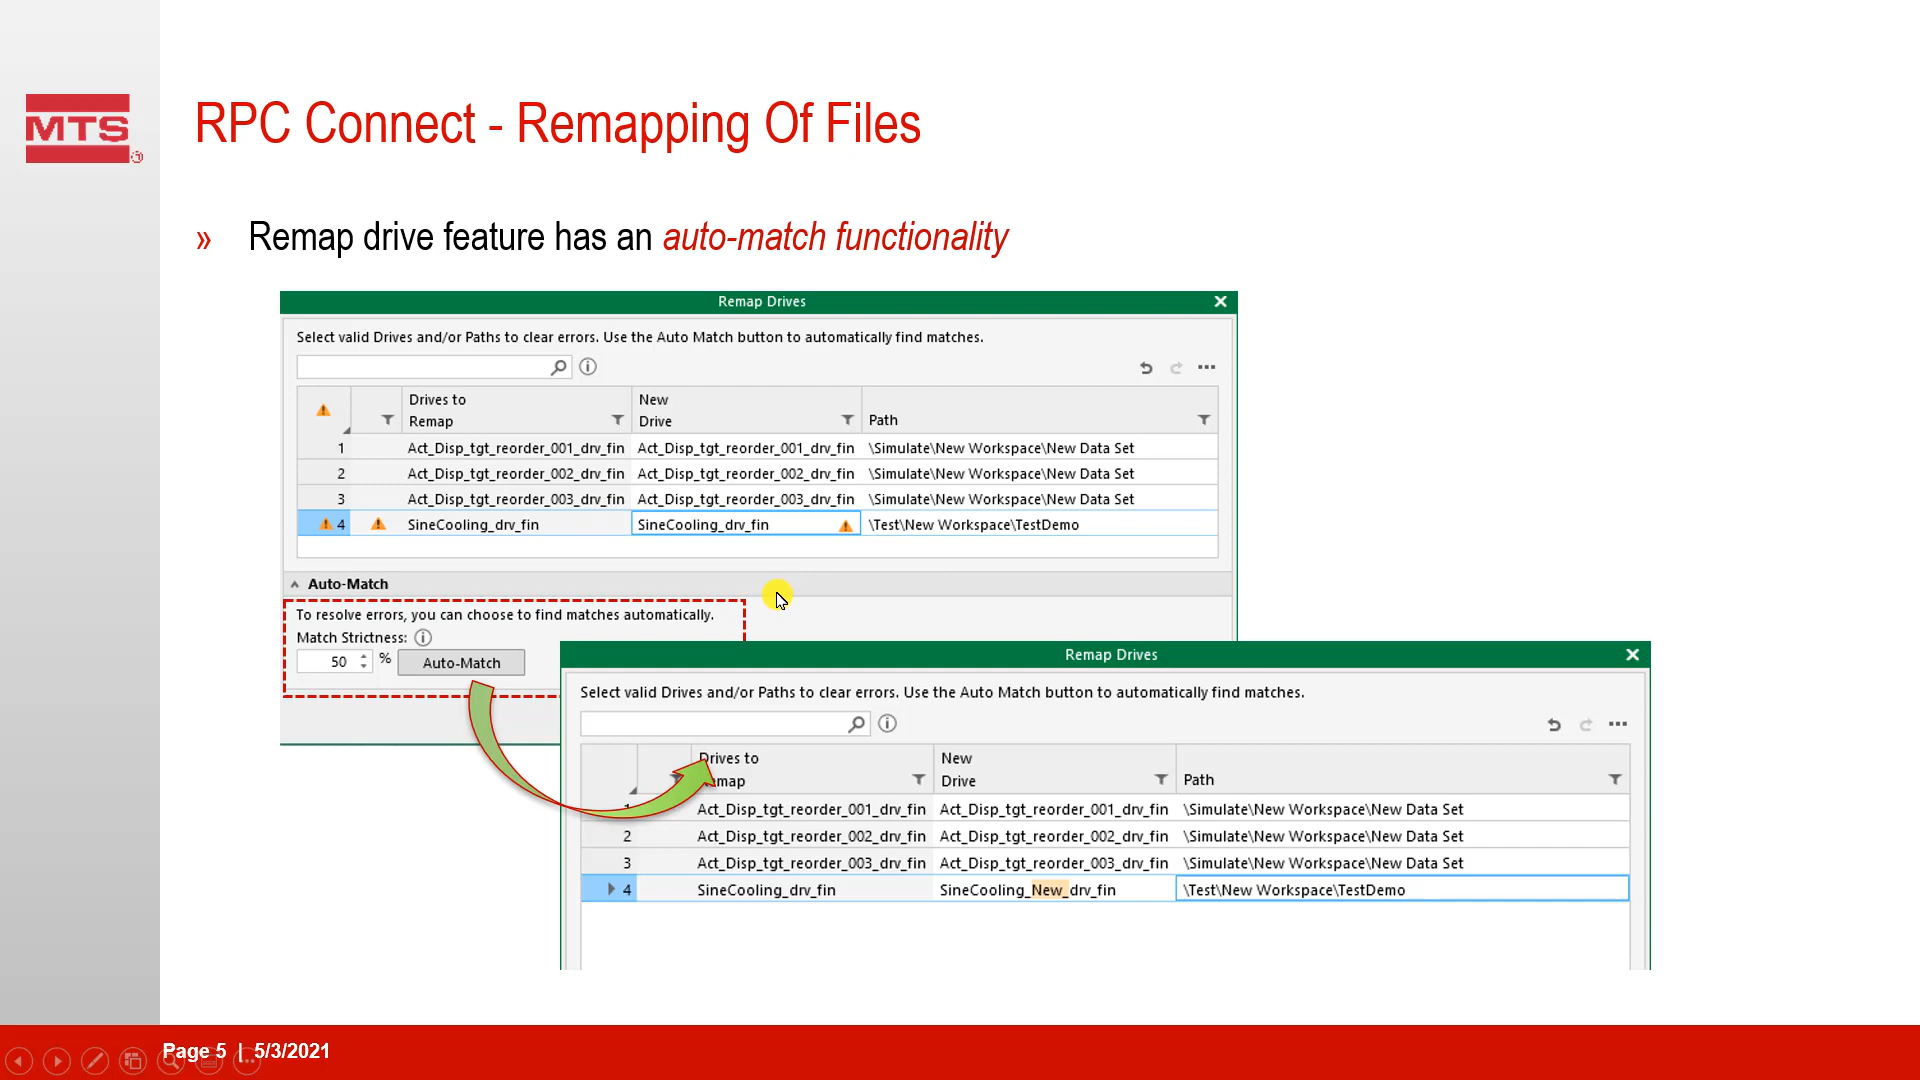 MTS
RPC Connect - Remapping Of Files
» Remap drive feature has an auto-match functionality
Remap Drives
Select valid Drives and/or Paths to clear errors. Use the Auto Match button to automatically find matches.
Drives to Remap New Drive Path
1 Act_Disp_tgt_reorder_001_drv_fin Act_Disp_tgt_reorder_001_drv_fin \Simulate\New Workspace\New Data Set
2 Act_Disp_tgt_reorder_002_drv_fin Act_Disp_tgt_reorder_002_drv_fin \Simulate\New Workspace\New Data Set
3 Act_Disp_tgt_reorder_003_drv_fin Act_Disp_tgt_reorder_003_drv_fin \Simulate\New Workspace\New Data Set
4 SineCooling_drv_fin SineCooling_drv_fin \Test\New Workspace\TestDemo
Auto-Match
To resolve errors, you can choose to find matches automatically.
Match Strictness:
50 % Auto-Match
Remap Drives
Select valid Drives and/or Paths to clear errors. Use the Auto Match button to automatically find matches.
Drives to New
map Drive Path
1 Act_Disp_tgt_reorder_001_drv_fin Act_Disp_tgt_reorder_001_drv_fin \Simulate\New Workspace\New Data Set
2 Act_Disp_tgt_reorder_002_drv_fin Act_Disp_tgt_reorder_002_drv_fin \Simulate\New Workspace\New Data Set
3 Act_Disp_tgt_reorder_003_drv_fin Act_Disp_tgt_reorder_003_drv_fin \Simulate\New Workspace\New Data Set
4 SineCooling_drv_fin SineCooling_New_drv_fin \Test\New Workspace\TestDemo
Page 5 | 5/3/2021